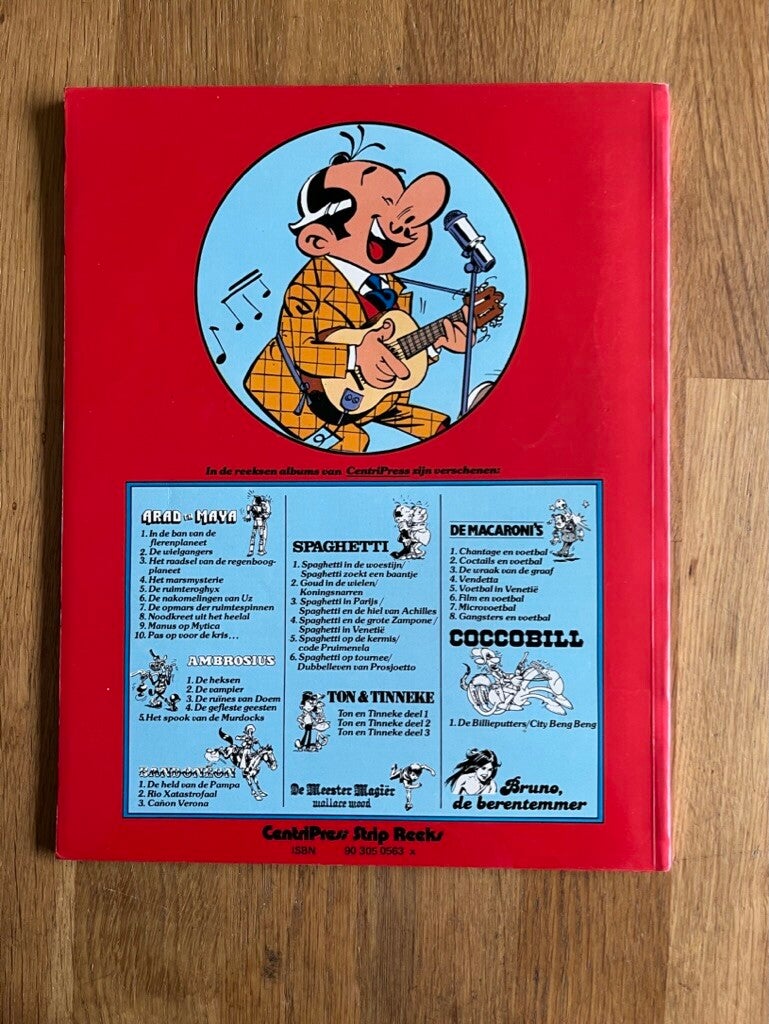 In de reeksen albums van CentriPress zijn verschenen:
ARAD en MAYA
1. In de ban van de
fierenplaneet
2. De wielgangers
3. Het raadsel van de regenboog-
planeet
4. Het marsmysterie
5. De ruimteroghyx
6. De nakomelingen van Uz
7. De opmars der ruimtespinnen
8. Noodkreet uit het heelal
9. Manus op Mytica
10. Pas op voor de kris...
AMBROSIUS
1. De heksen
2. De vampier
3. De ruïnes van Doem
4. De gefleste geesten
5. Het spook van de Murdocks
1. De held van de Pampa
2. Rio Xatastrofaal
3. Cañon Verona
SPAGHETTI
1. Spaghetti in de woestijn/
Spaghetti zoekt een baantje
2. Goud in de wielen/
Koningsnarren
3. Spaghetti in Parijs/
Spaghetti en de hiel van Achilles
4. Spaghetti en de grote Zampone/
Spaghetti in Venetië
5. Spaghetti op de kermis/
code Pruimenvla
6. Spaghetti op tournee/
Dubbelleven van Prosjoetto
TON & TINNEKE
Ton en Tinneke deel 1
Ton en Tinneke deel 2
Ton en Tinneke deel 3
De Meester Magiër
wallace wood
DE MACARONI'S
1. Chantage en voetbal
2. Coctails en voetbal
3. De wraak van de graaf
4. Vendetta
5. Voetbal in Venetië
6. Film en voetbal
7. Microvoetbal
8. Gangsters en voetbal
COCCOBILL
1. De Billieputters/City Beng Beng
Bruno,
de berentemmer
CentriPress Strip Reeks
ISBN 90 305 0563 x